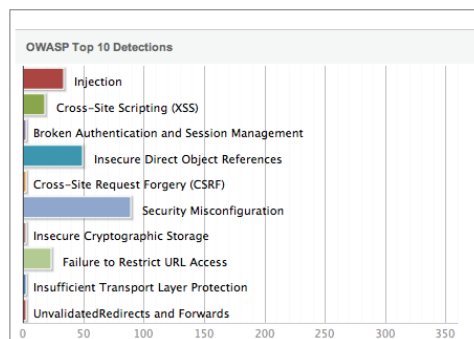 OWASP Top 10 Detections
Injection
Cross-Site Scripting (XSS)
Broken Authentication and Session Management
Insecure Direct Object References
Cross-Site Request Forgery (CSRF)
Security Misconfiguration
Insecure Cryptographic Storage
Failure to Restrict URL Access
Insufficient Transport Layer Protection
UnvalidatedRedirects and Forwards
0 50 100 150 200 250 300 350